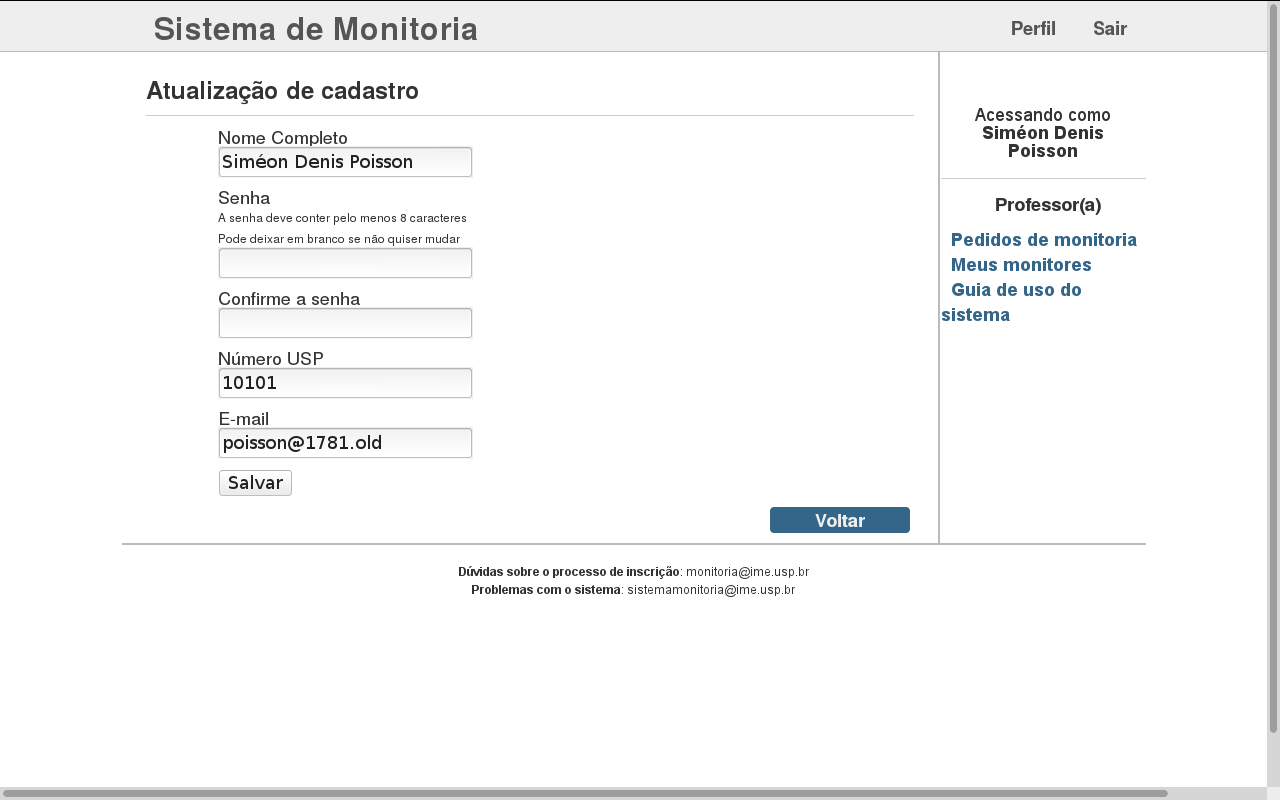 Sistema de Monitoria
Perfil
Sair
Atualização de cadastro
Nome Completo
Siméon Denis Poisson
Senha
A senha deve conter pelo menos 8 caracteres
Pode deixar em branco se não quiser mudar
Confirme a senha
Número USP
10101
E-mail
poisson@1781.old
Salvar
Voltar
Acessando como
Siméon Denis
Poisson
Professor(a)
Pedidos de monitoria
Meus monitores
Guia de uso do
sistema
Dúvidas sobre o processo de inscrição: monitoria@ime.usp.br
Problemas com o sistema: sistemamonitoria@ime.usp.br